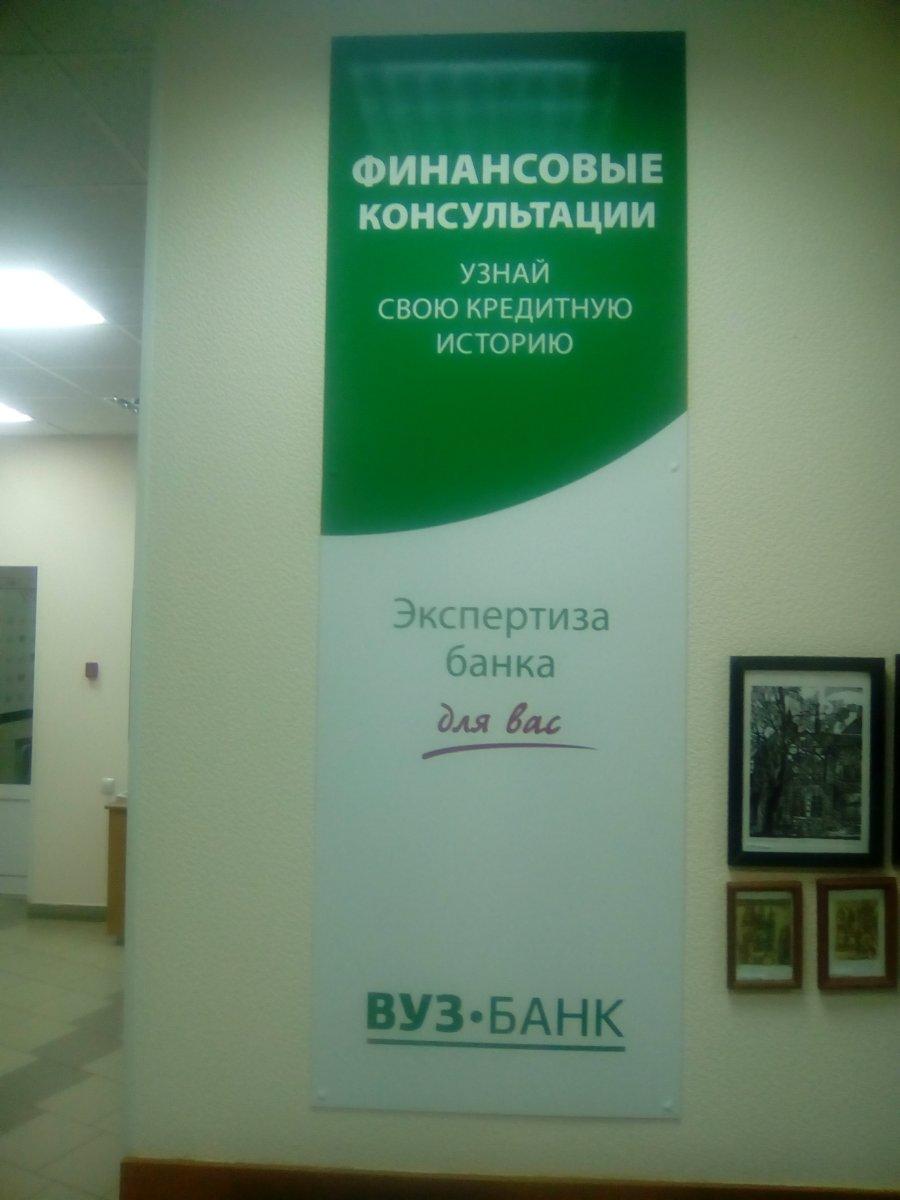 ФИНАНСОВЫЕ
КОНСУЛЬТАЦИИ
УЗНАЙ
СВОЮ КРЕДИТНУЮ
ИСТОРИЮ
Экспертиза
банка
для вас
ВУЗ•БАНК